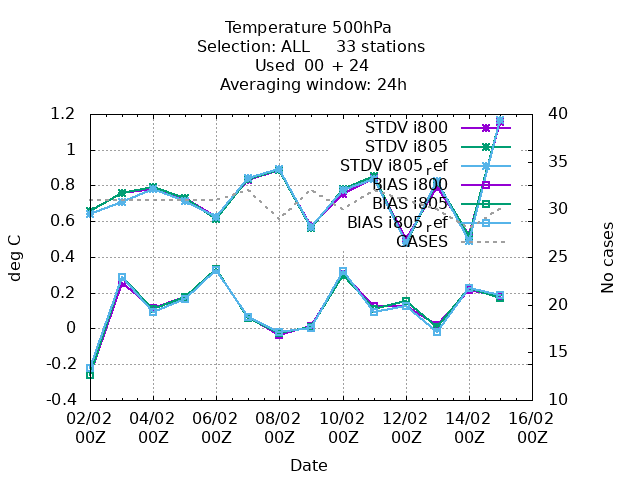 Temperature 500hPa
Selection: ALL 33 stations
Used 00 + 24
Averaging window: 24h
1.2
1
0.8
0.6
0.4
0.2
0
-0.2
-0.4
deg C
40
35
30
25
20
15
10
No cases
STDV i800
STDV i805
STDV i805ref
BIAS i800
BIAS i805
BIAS i805ref
CASES
02/02 04/02 06/02 08/02 10/02 12/02 14/02 16/02
00Z 00Z 00Z 00Z 00Z 00Z 00Z 00Z
Date